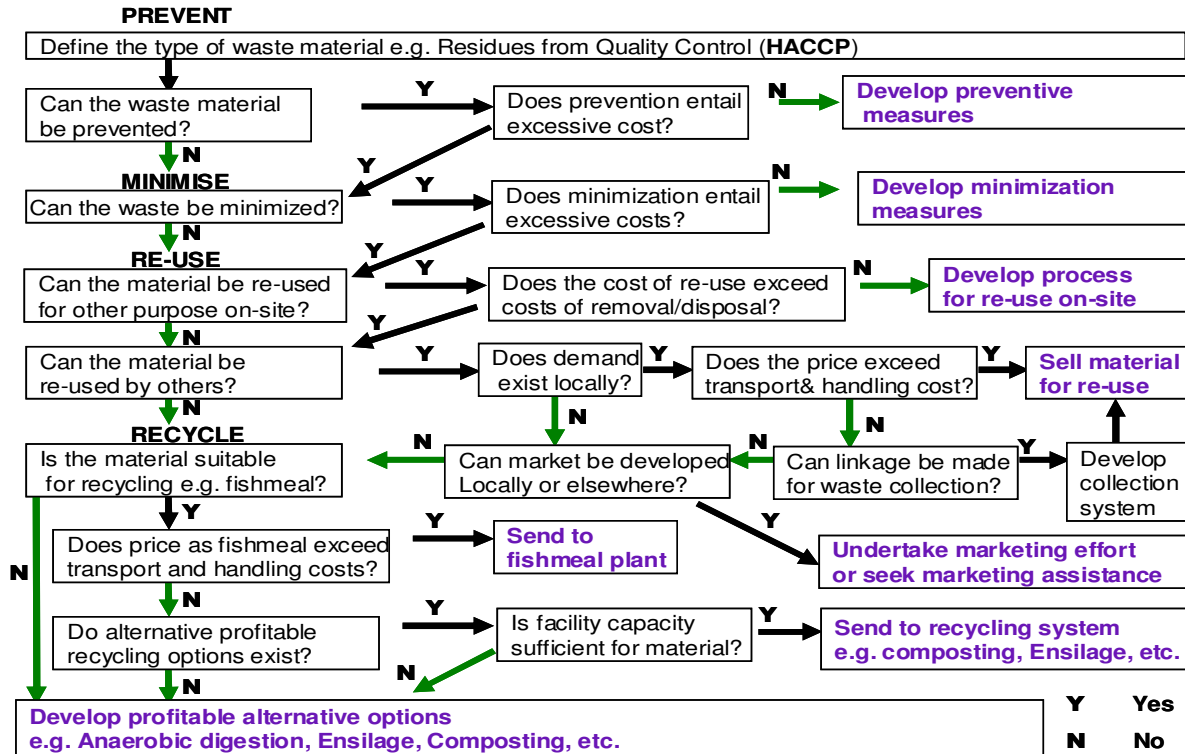 PREVENT
Define the type of waste material e.g. Residues from Quality Control (HACCP)
Can the waste material
be prevented?
Y
Does prevention entail
excessive cost?
N
Develop preventive
measures
N
Y
MINIMISE
Can the waste be minimized?
Y
Does minimization entail
excessive costs?
N
Develop minimization
measures
N
Y
RE-USE
Can the material be re-used
for other purpose on-site?
Y
Does the cost of re-use exceed
costs of removal/disposal?
N
Develop process
for re-use on-site
N
Y
Can the material be
re-used by others?
Y
Does demand
exist locally?
Y
Does the price exceed
transport& handling cost?
Y
Sell material
for re-use
N
N
N
RECYCLE
Is the material suitable
for recycling e.g. fishmeal?
N
Can market be developed
Locally or elsewhere?
N
Can linkage be made
for waste collection?
Y
Develop
collection
system
Y
Y
Does price as fishmeal exceed
transport and handling costs?
Y
Send to
fishmeal plant
Undertake marketing effort
or seek marketing assistance
N
N
Do alternative profitable
recycling options exist?
Y
Is facility capacity
sufficient for material?
Y
Send to recycling system
e.g. composting, Ensilage, etc.
N
N
Develop profitable alternative options
e.g. Anaerobic digestion, Ensilage, Composting, etc.
Y Yes
N No